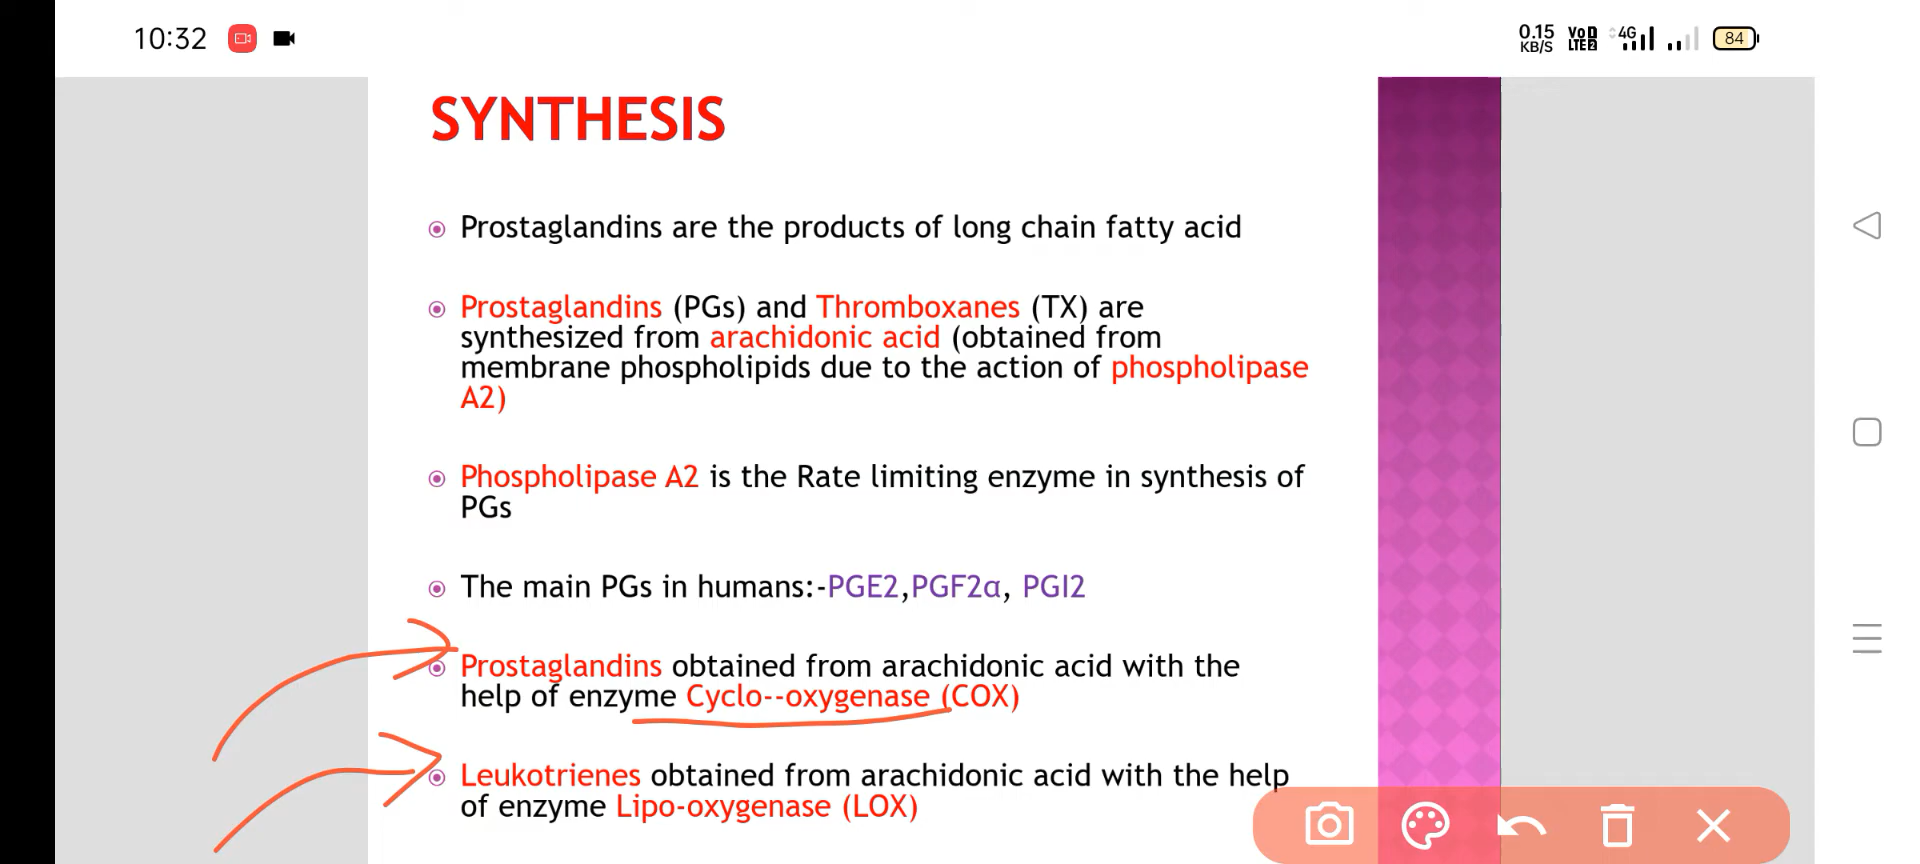 10:32
0.15
KB/S
VoD
LTE2
4G
84
SYNTHESIS
Prostaglandins are the products of long chain fatty acid
Prostaglandins (PGs) and Thromboxanes (TX) are
synthesized from arachidonic acid (obtained from
membrane phospholipids due to the action of phospholipase
A2)
Phospholipase A2 is the Rate limiting enzyme in synthesis of
PGs
The main PGs in humans:-PGE2,PGF2α, PGI2
Prostaglandins obtained from arachidonic acid with the
help of enzyme Cyclo--oxygenase (COX)
Leukotrienes obtained from arachidonic acid with the help
of enzyme Lipo-oxygenase (LOX)